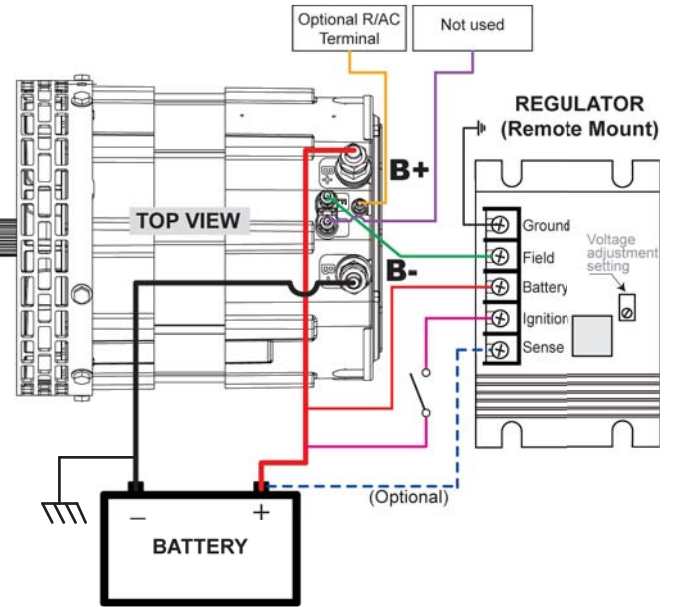 Optional R/AC
Terminal
Not used
REGULATOR
(Remote Mount)
B+
TOP VIEW
B-
Ground
Field
Battery
Ignition
Sense
Voltage
adjustment
setting
(Optional)
– +
BATTERY